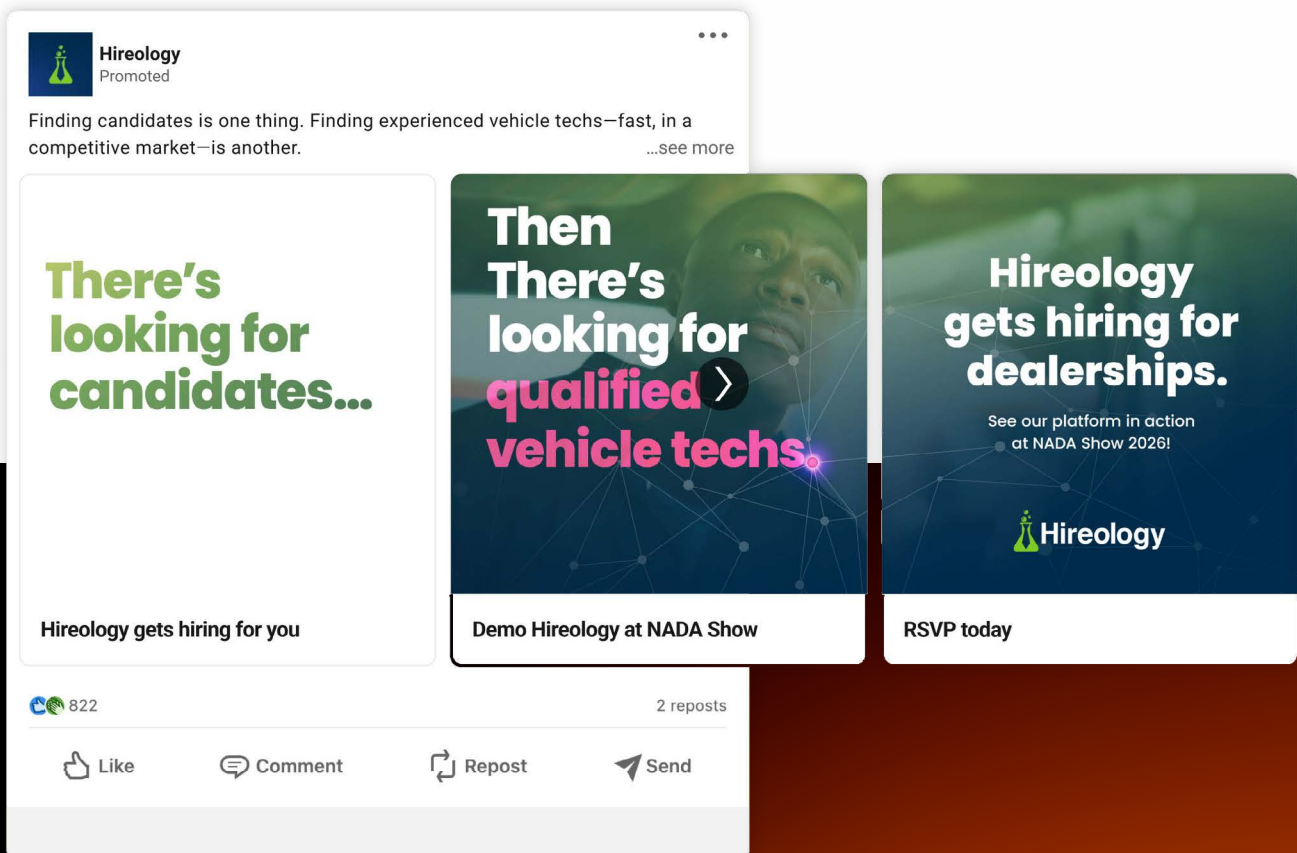 Hireology
Promoted
Finding candidates is one thing. Finding experienced vehicle techs—fast, in a
competitive market—is another.
...see more
There's
looking for
candidates...
Hireology gets hiring for you
Then
There's
looking for
qualified
vehicle techs.
Demo Hireology at NADA Show
Hireology
gets hiring for
dealerships.
See our platform in action
at NADA Show 2026!
Hireology
RSVP today
822
2 reposts
Like
Comment
Repost
Send